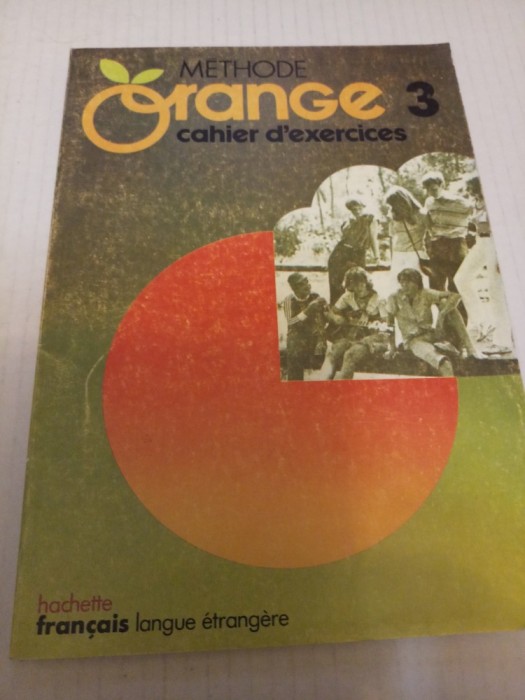 METHODE
Orange 3
cahier d'exercices
hachette
français langue étrangère